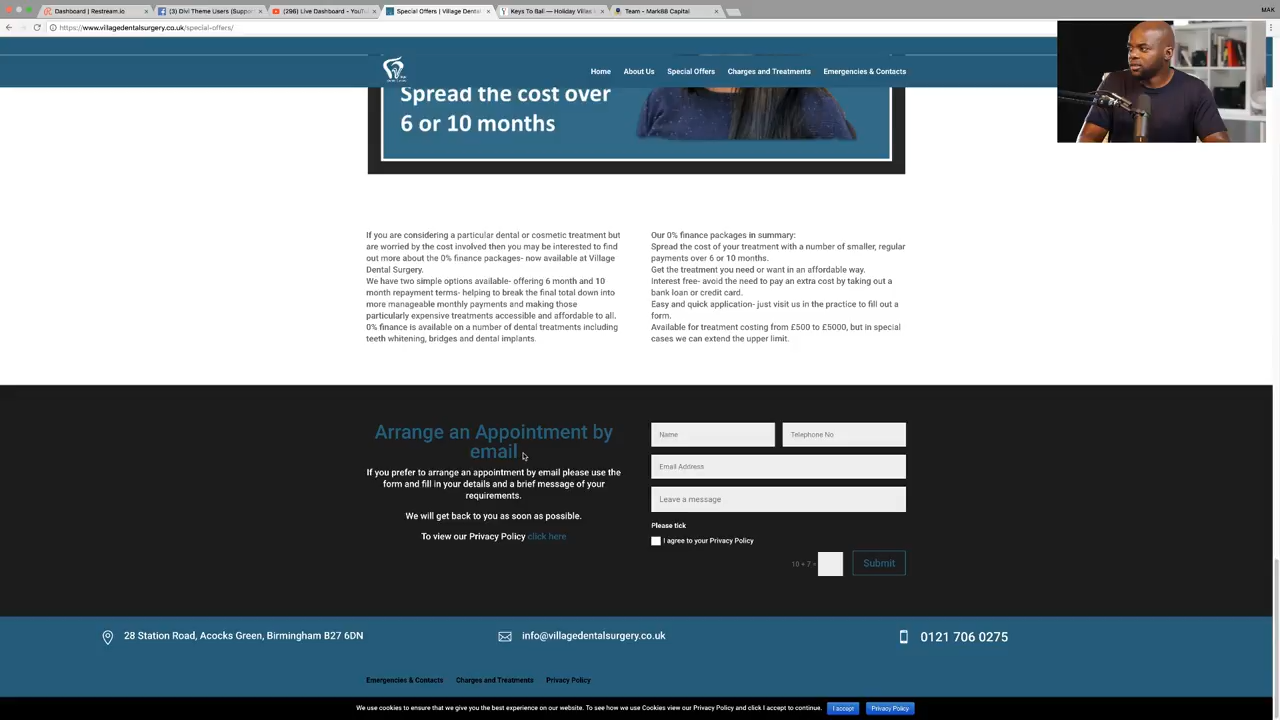 Dashboard | Restream.io
(3) Divi Theme Users (Suppor
(296) Live Dashboard - YouT
Special Offers | Village Dental
Keys To Bali — Holiday Villas
Team - Mark88 Capital
MAK
https://www.villagedentalsurgery.co.uk/special-offers/
Home
About Us
Special Offers
Charges and Treatments
Emergencies & Contacts
Spread the cost over
6 or 10 months
If you are considering a particular dental or cosmetic treatment but
are worried by the cost involved then you may be interested to find
out more about the 0% finance packages- now available at Village
Dental Surgery.
We have two simple options available- offering 6 month and 10
month repayment terms- helping to break the final total down into
more manageable monthly payments and making those
particularly expensive treatments accessible and affordable to all.
0% finance is available on a number of dental treatments including
teeth whitening, bridges and dental implants.
Our 0% finance packages in summary:
Spread the cost of your treatment with a number of smaller, regular
payments over 6 or 10 months.
Get the treatment you need or want in an affordable way.
Interest free- avoid the need to pay an extra cost by taking out a
bank loan or credit card.
Easy and quick application- just visit us in the practice to fill out a
form.
Available for treatment costing from £500 to £5000, but in special
cases we can extend the upper limit.
Arrange an Appointment by
email
If you prefer to arrange an appointment by email please use the
form and fill in your details and a brief message of your
requirements.
We will get back to you as soon as possible.
To view our Privacy Policy click here
Name
Telephone No
Email Address
Leave a message
Please tick
I agree to your Privacy Policy
10 + 7 =
Submit
28 Station Road, Acocks Green, Birmingham B27 6DN
info@villagedentalsurgery.co.uk
0121 706 0275
Emergencies & Contacts
Charges and Treatments
Privacy Policy
We use cookies to ensure that we give you the best experience on our website. To see how we use Cookies view our Privacy Policy and click I accept to continue.
I accept
Privacy Policy